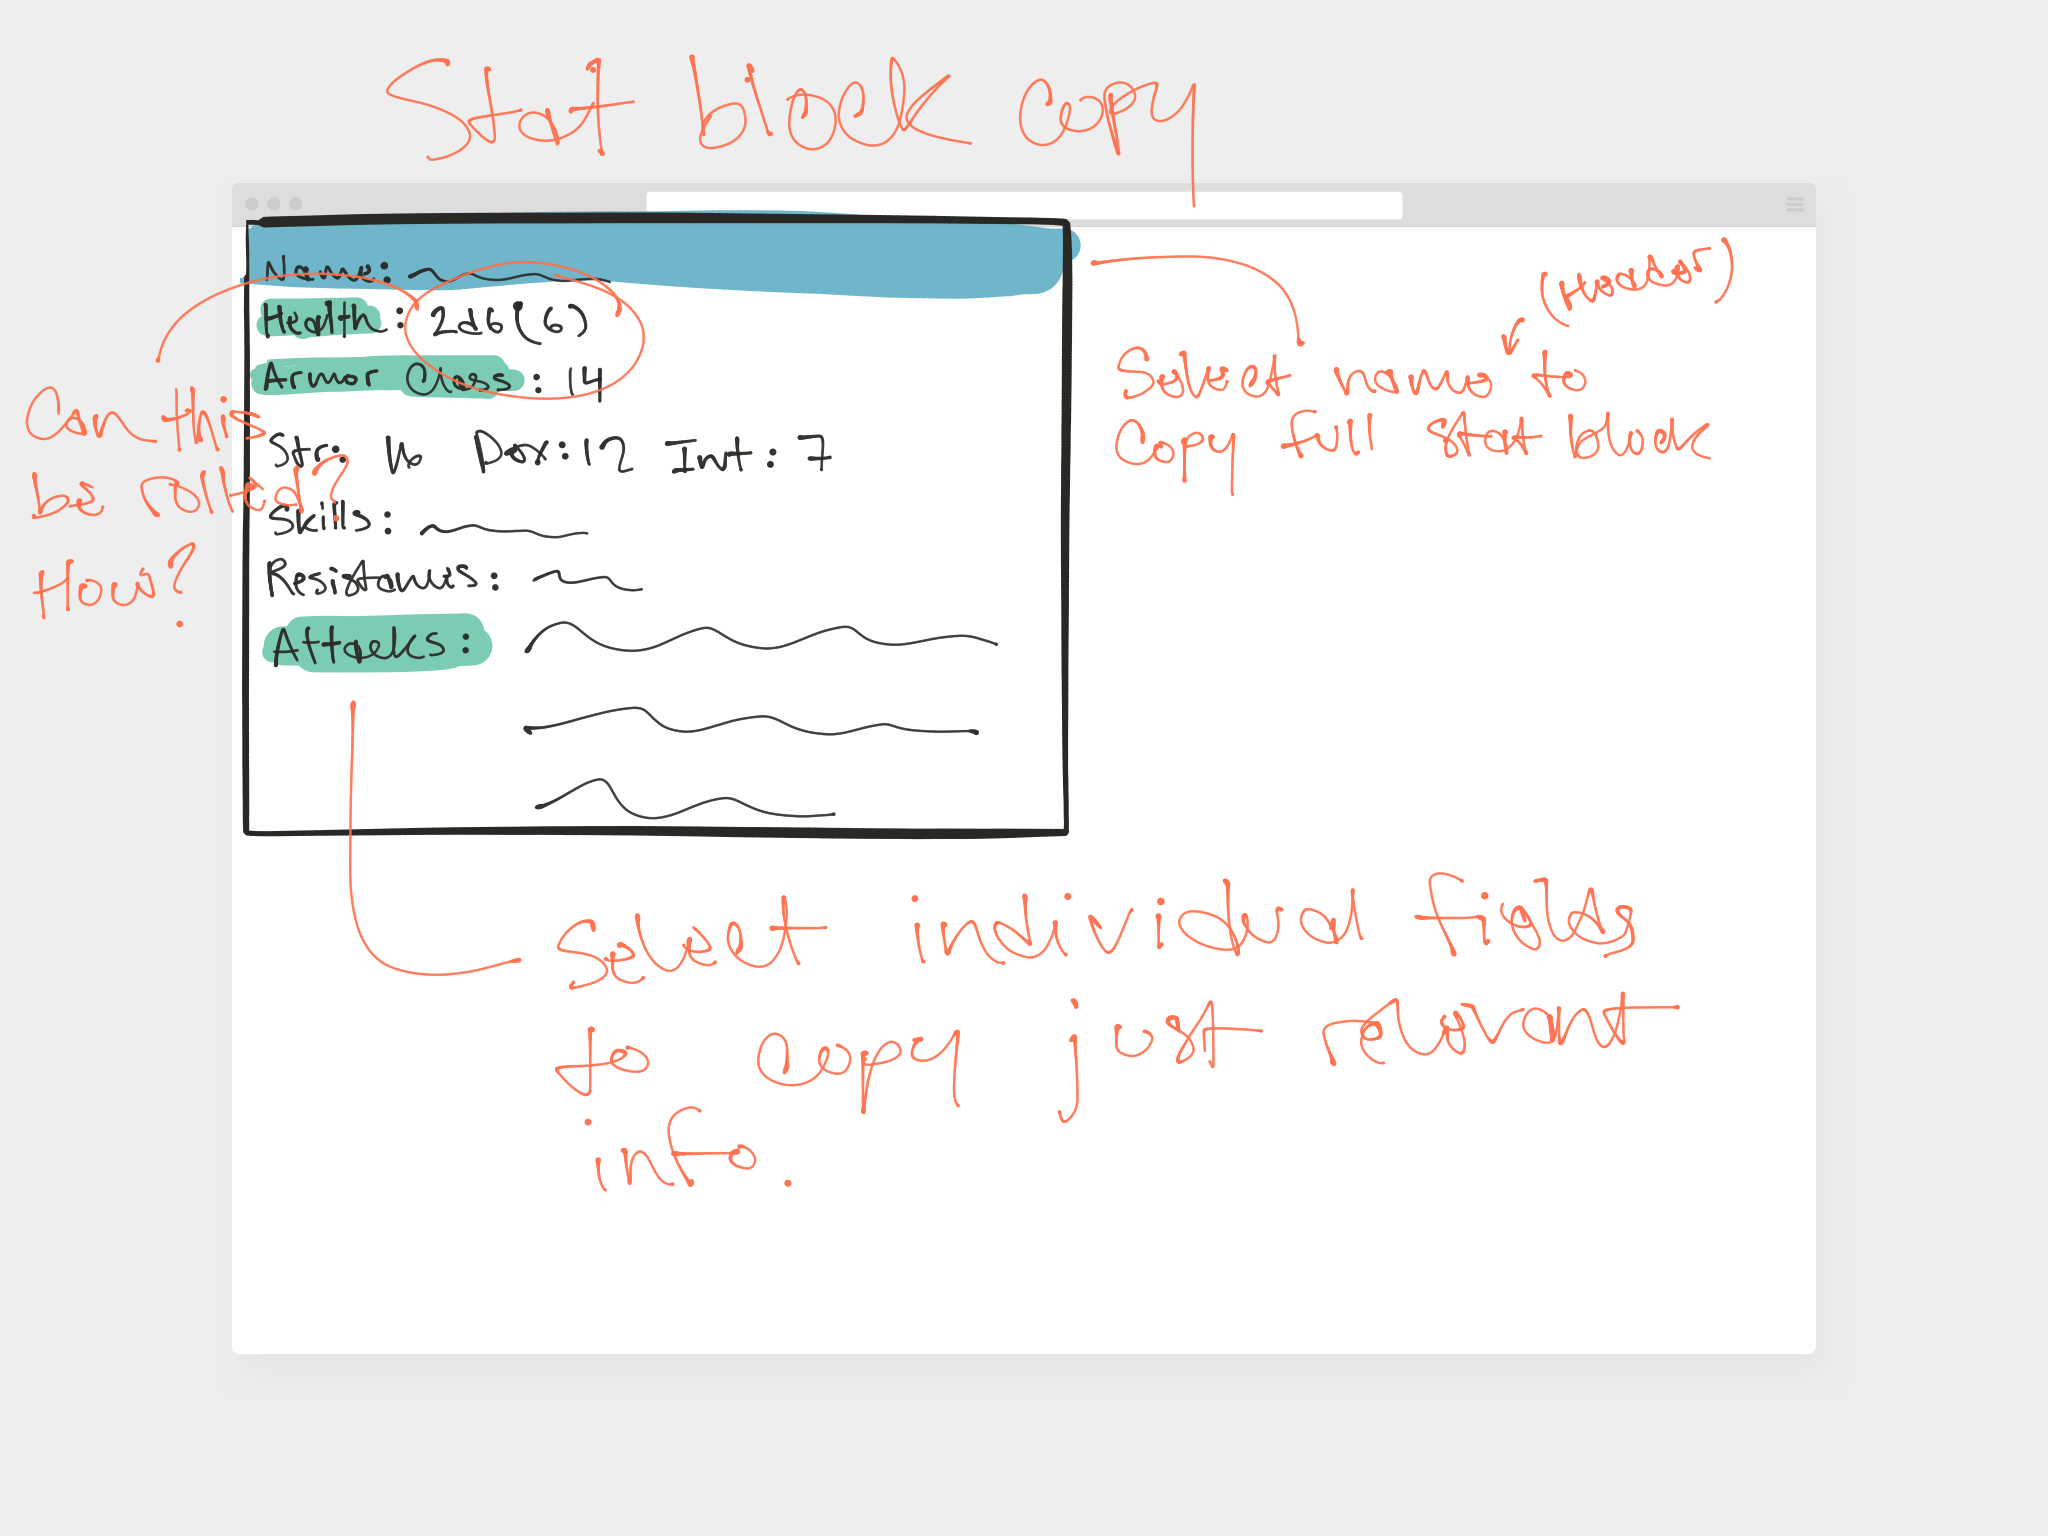 Stat block copy
Name:
Health: 2d6(6)
Armor Class: 14
Str: 16 Dex: 12 Int: 7
Skills:
Resistances:
Attacks:
Can this
be rolled?
How?
(Header)
Select name to
Copy full stat block
Select individual fields
to copy just relevant
info.